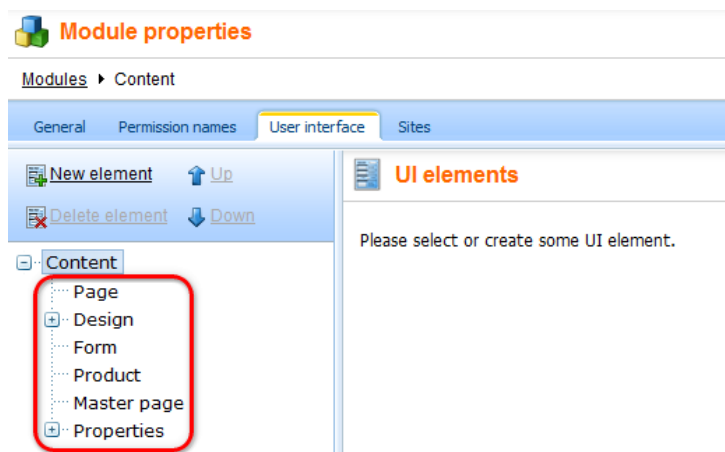 Module properties
Modules Content
General Permission names User interface Sites
New element Up
Delete element Down
UI elements
Please select or create some UI element.
Content
Page
Design
Form
Product
Master page
Properties